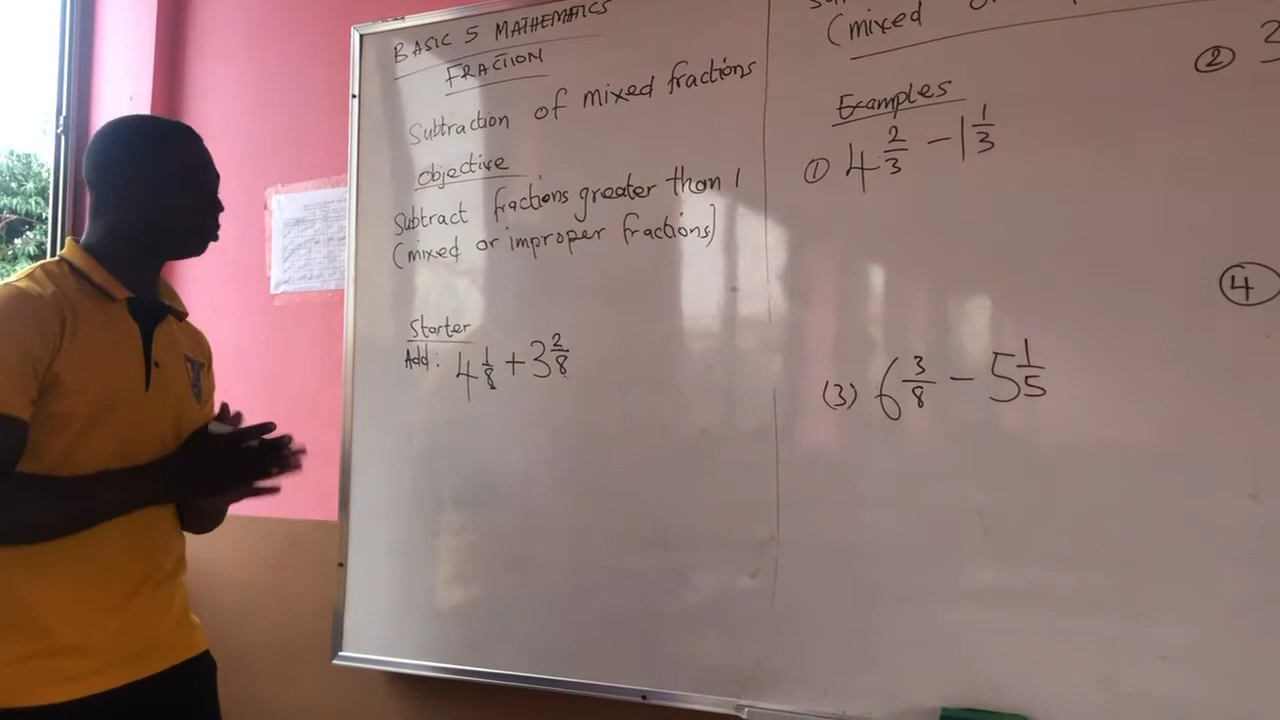 BASIC 5 MATHEMATICS
FRACTION
Subtraction of mixed fractions
objective
Subtract fractions greater than 1
(mixed or improper fractions)
Starter
Add: 4 1/8 + 3 2/8
(mixed
Examples
① 4 2/3 - 1 1/3
②
(3) 6 3/8 - 5 1/5
④